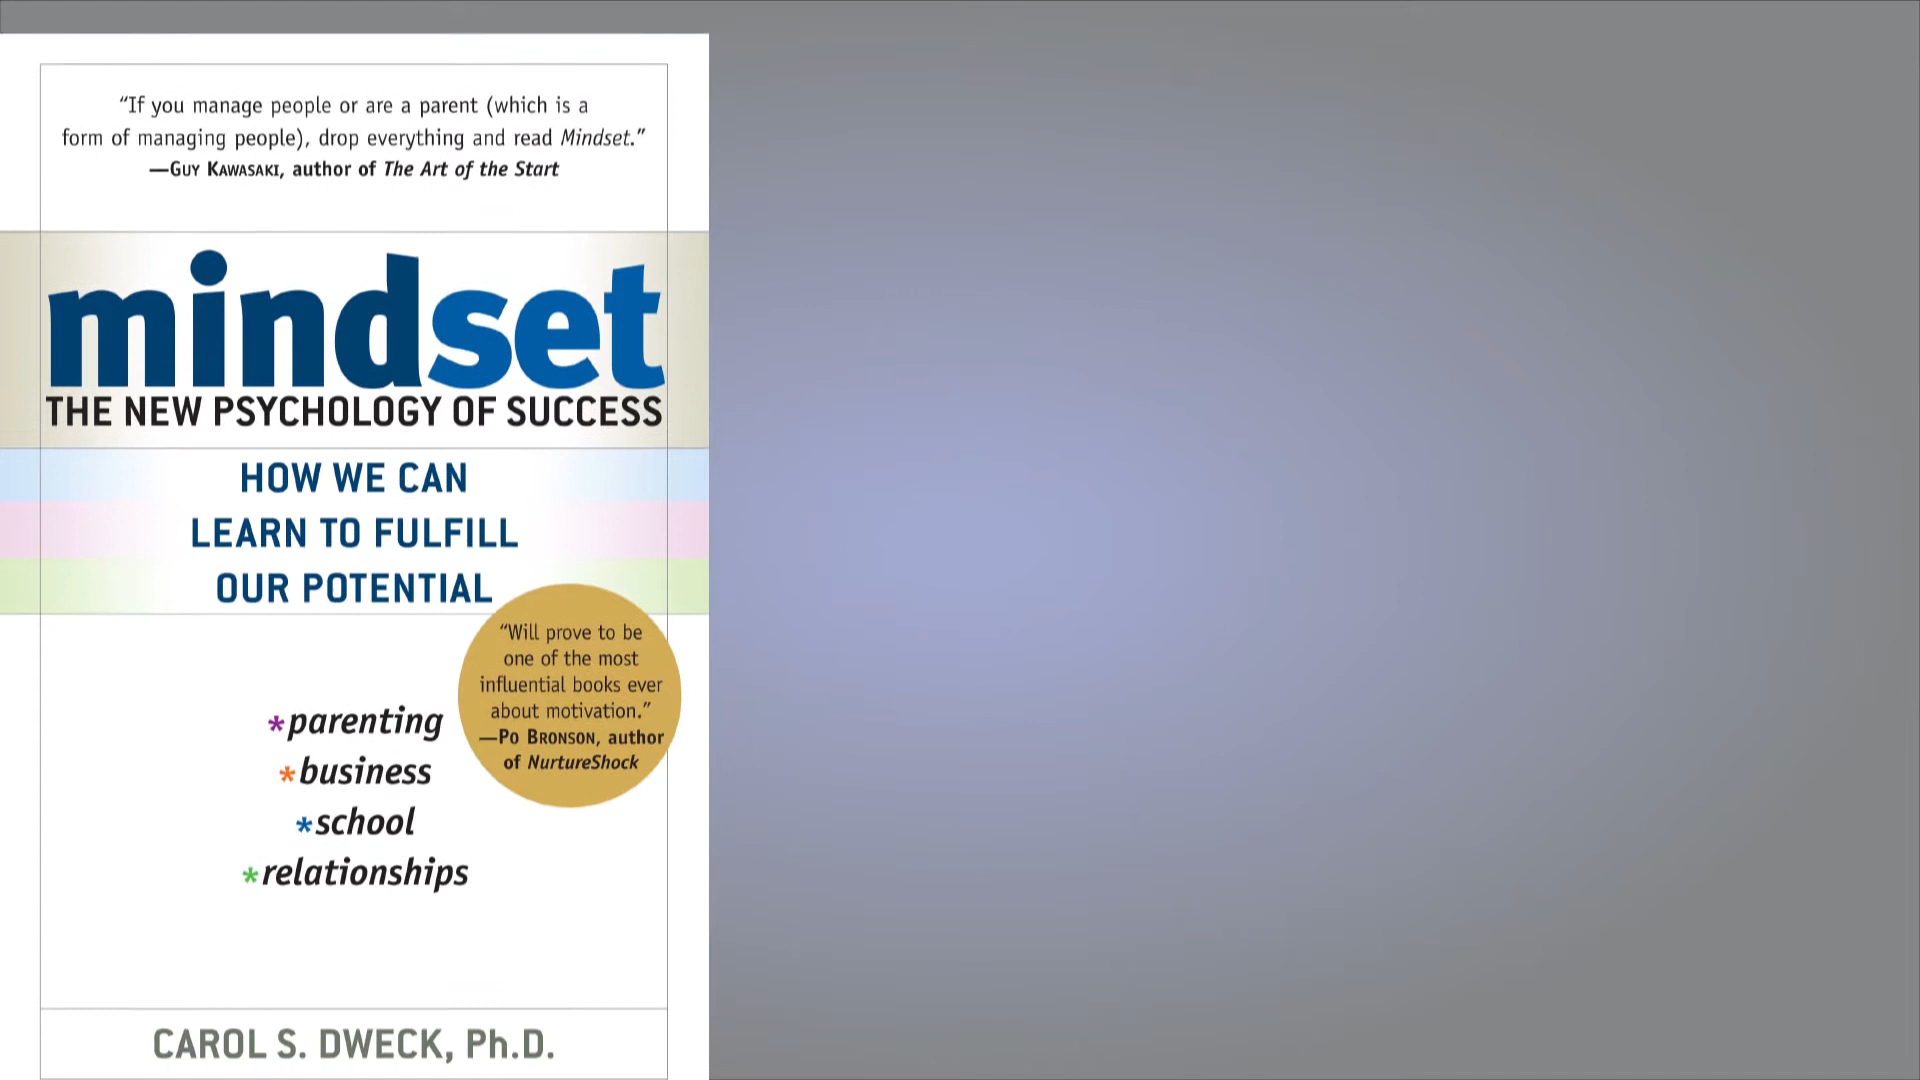 “If you manage people or are a parent (which is a
form of managing people), drop everything and read Mindset.”
—GUY KAWASAKI, author of The Art of the Start
mindset
THE NEW PSYCHOLOGY OF SUCCESS
HOW WE CAN
LEARN TO FULFILL
OUR POTENTIAL
“Will prove to be
one of the most
influential books ever
about motivation.”
—PO BRONSON, author
of NurtureShock
*parenting
*business
*school
*relationships
CAROL S. DWECK, Ph.D.